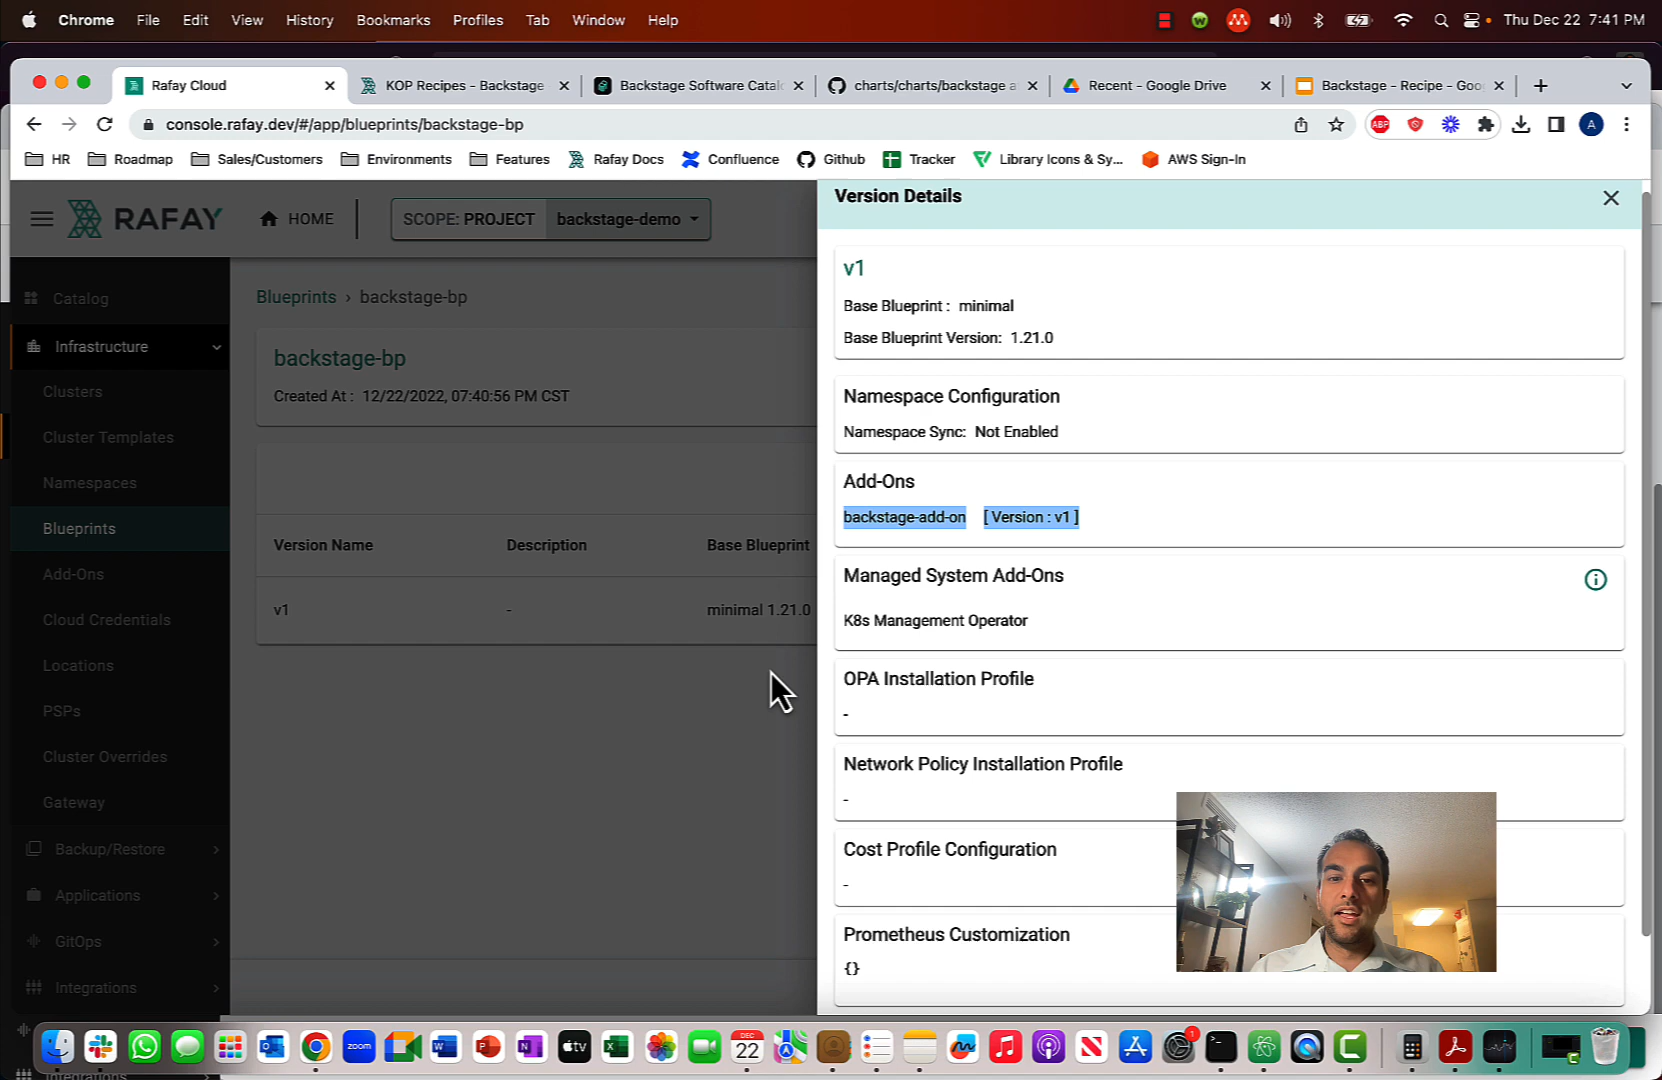 Chrome File Edit View History Bookmarks Profiles Tab Window Help Thu Dec 22 7:41 PM
Rafay Cloud KOP Recipes - Backstage Backstage Software Catal charts/charts/backstage a Recent - Google Drive Backstage - Recipe - Goo
console.rafay.dev/#/app/blueprints/backstage-bp ABP A
HR Roadmap Sales/Customers Environments Features Rafay Docs Confluence Github Tracker Library Icons & Sy... AWS Sign-In
RAFAY HOME SCOPE: PROJECT backstage-demo
Catalog
Infrastructure
Clusters
Cluster Templates
Namespaces
Blueprints
Add-Ons
Cloud Credentials
Locations
PSPs
Cluster Overrides
Gateway
Backup/Restore
Applications
GitOps
Integrations
Blueprints › backstage-bp
backstage-bp
Created At : 12/22/2022, 07:40:56 PM CST
Version Name Description Base Blueprint
v1 - minimal 1.21.0
Version Details
v1
Base Blueprint : minimal
Base Blueprint Version: 1.21.0
Namespace Configuration
Namespace Sync: Not Enabled
Add-Ons
backstage-add-on [ Version : v1 ]
Managed System Add-Ons
K8s Management Operator
OPA Installation Profile
-
Network Policy Installation Profile
-
Cost Profile Configuration
-
Prometheus Customization
{}
zoom W P N tv X DEC 22 1
Integrations